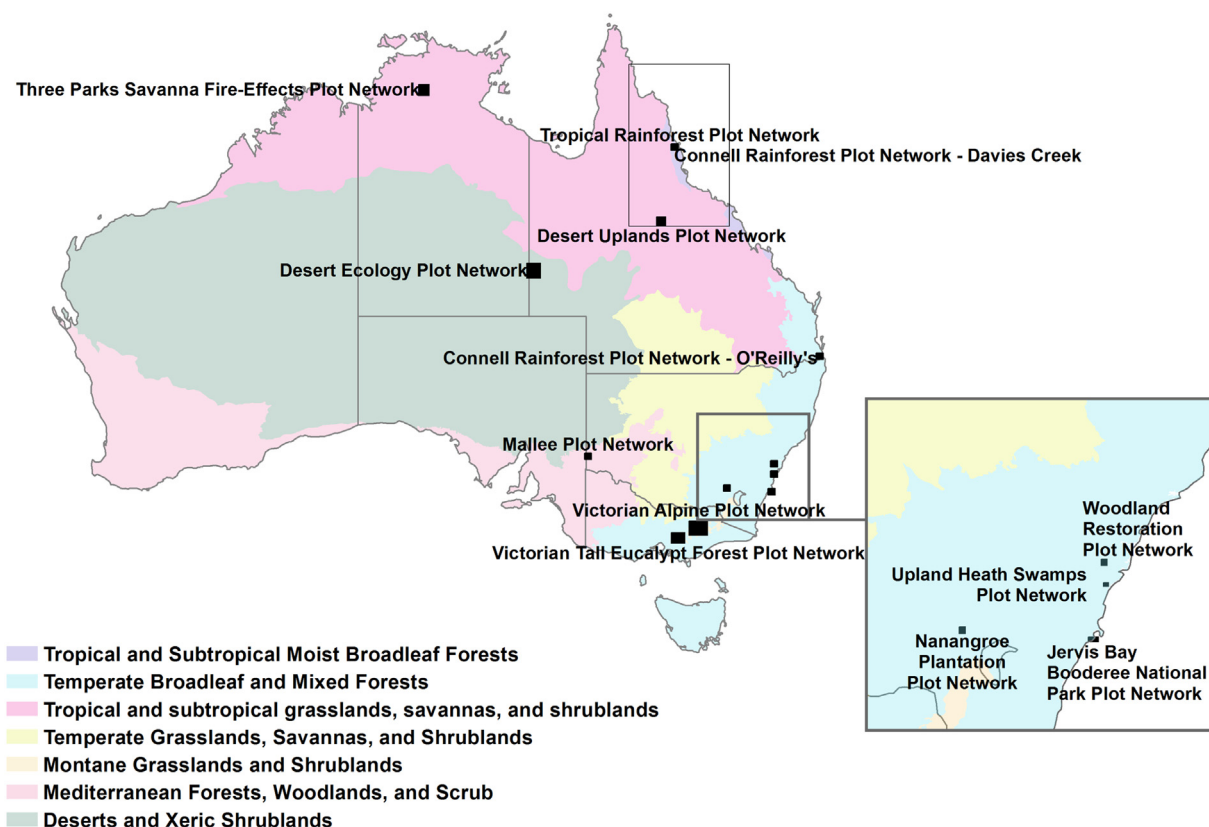 Three Parks Savanna Fire-Effects Plot Network
Tropical Rainforest Plot Network
Connell Rainforest Plot Network - Davies Creek
Desert Uplands Plot Network
Desert Ecology Plot Network
Connell Rainforest Plot Network - O'Reilly's
Mallee Plot Network
Victorian Alpine Plot Network
Victorian Tall Eucalypt Forest Plot Network
Woodland
Restoration
Plot Network
Upland Heath Swamps
Plot Network
Nanangroe
Plantation
Plot Network
Jervis Bay
Booderee National
Park Plot Network
Tropical and Subtropical Moist Broadleaf Forests
Temperate Broadleaf and Mixed Forests
Tropical and subtropical grasslands, savannas, and shrublands
Temperate Grasslands, Savannas, and Shrublands
Montane Grasslands and Shrublands
Mediterranean Forests, Woodlands, and Scrub
Deserts and Xeric Shrublands